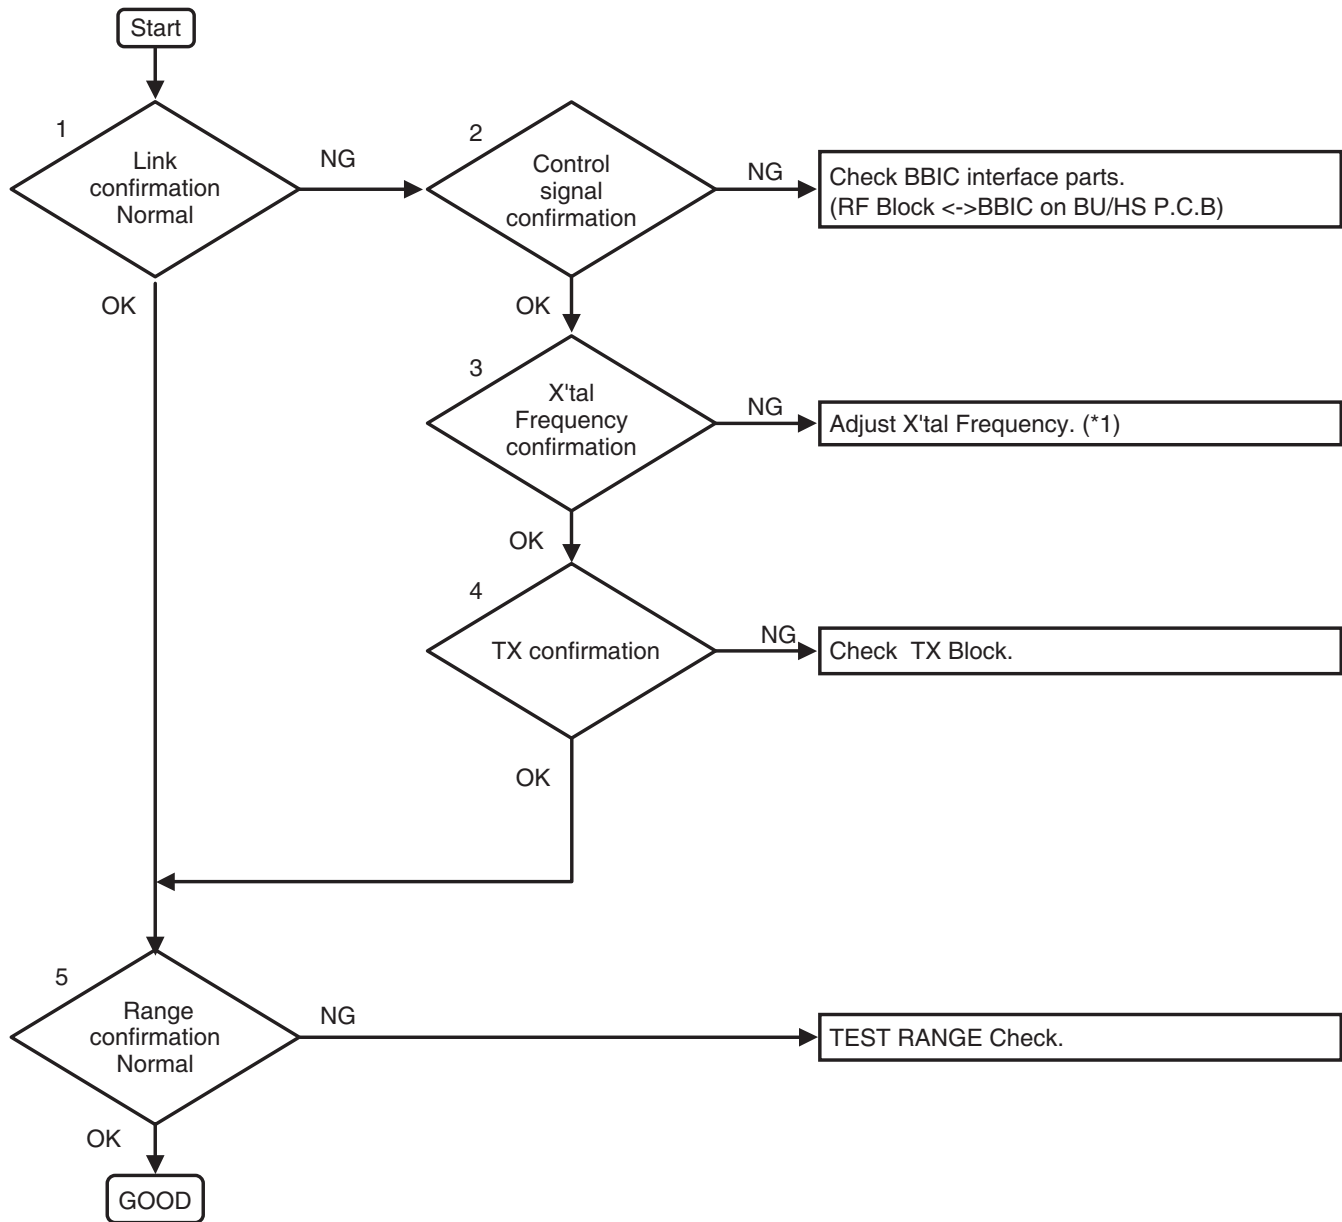 Start
1
Link
confirmation
Normal
NG
OK
2
Control
signal
confirmation
NG
Check BBIC interface parts.
(RF Block <->BBIC on BU/HS P.C.B)
OK
3
X'tal
Frequency
confirmation
NG
Adjust X'tal Frequency. (*1)
OK
4
TX confirmation
NG
Check  TX Block.
OK
5
Range
confirmation
Normal
NG
TEST RANGE Check.
OK
GOOD